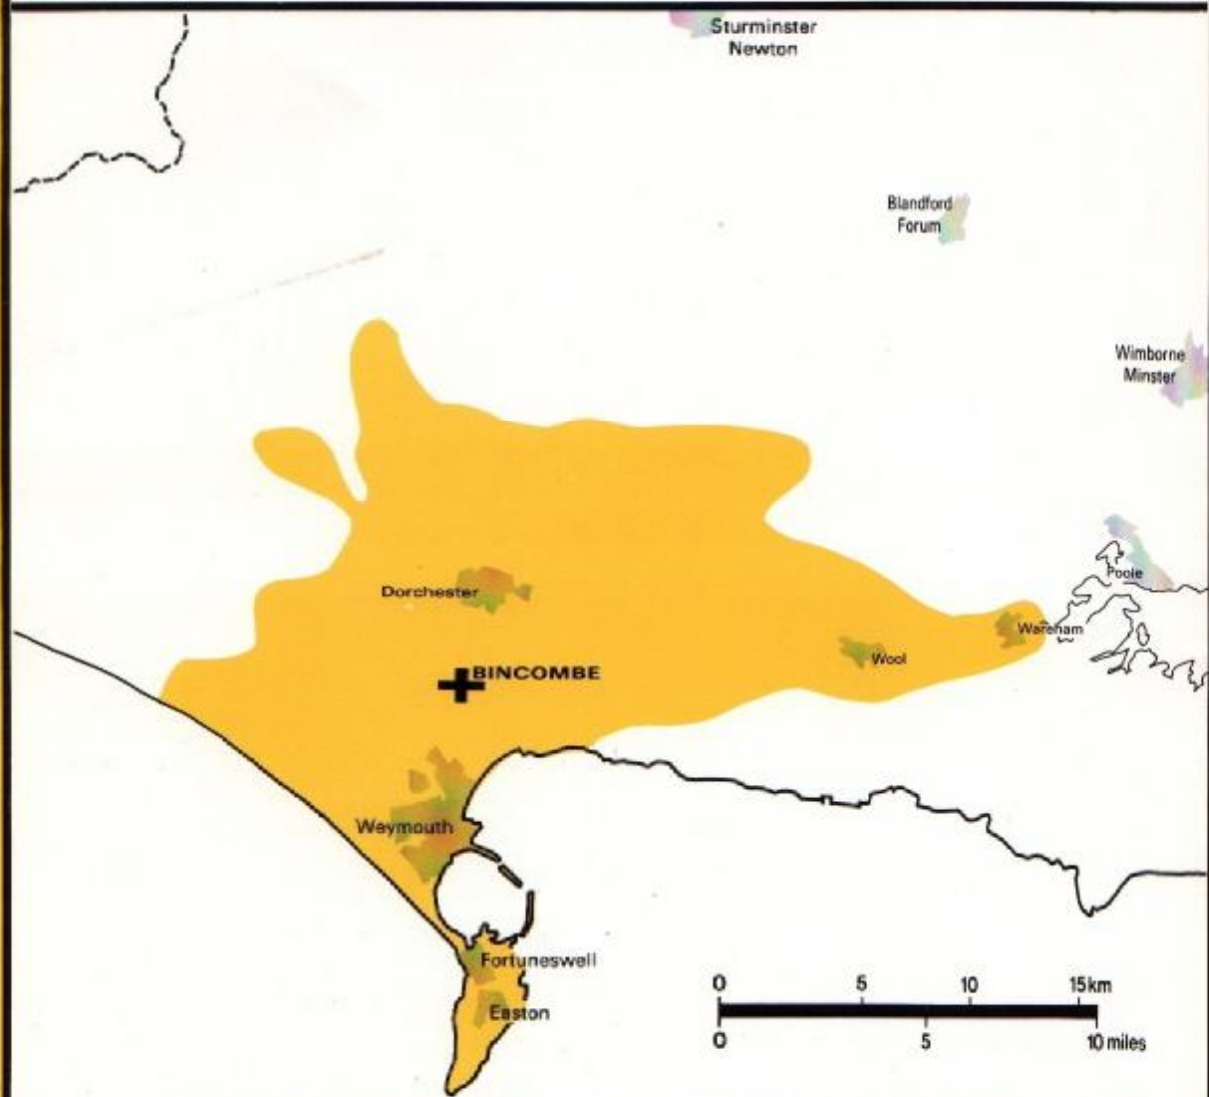 Sturminster
Newton
Blandford
Forum
Wimborne
Minster
Poole
Dorchester
Wareham
Wool
BINCOMBE
Weymouth
Fortuneswell
Easton
0 5 10 15km
0 5 10 miles